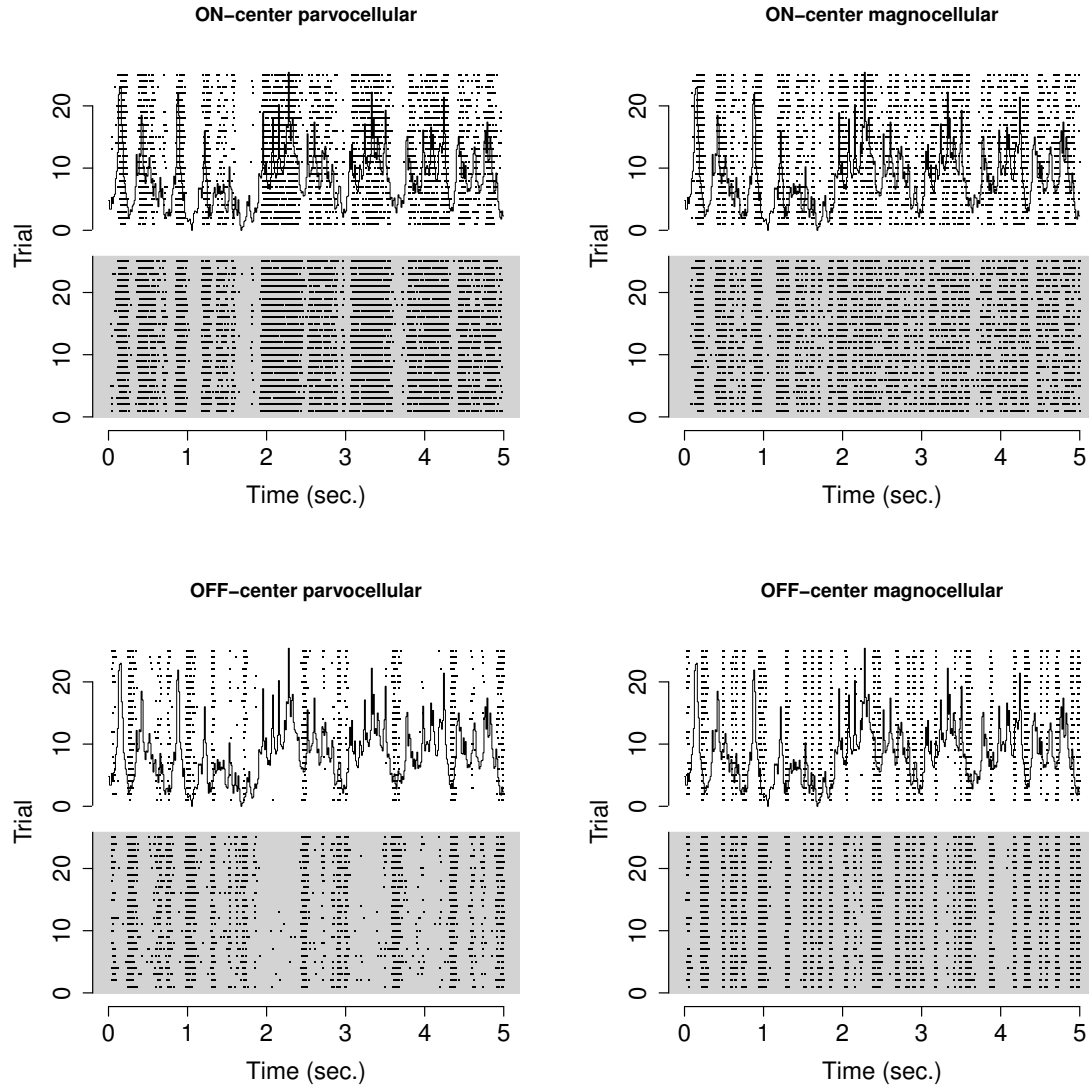 ON−center parvocellular
ON−center magnocellular
Trial
0 10 20
0 10 20
0 1 2 3 4 5
Time (sec.)
Trial
0 10 20
0 10 20
0 1 2 3 4 5
Time (sec.)
OFF−center parvocellular
OFF−center magnocellular
Trial
0 10 20
0 10 20
0 1 2 3 4 5
Time (sec.)
Trial
0 10 20
0 10 20
0 1 2 3 4 5
Time (sec.)